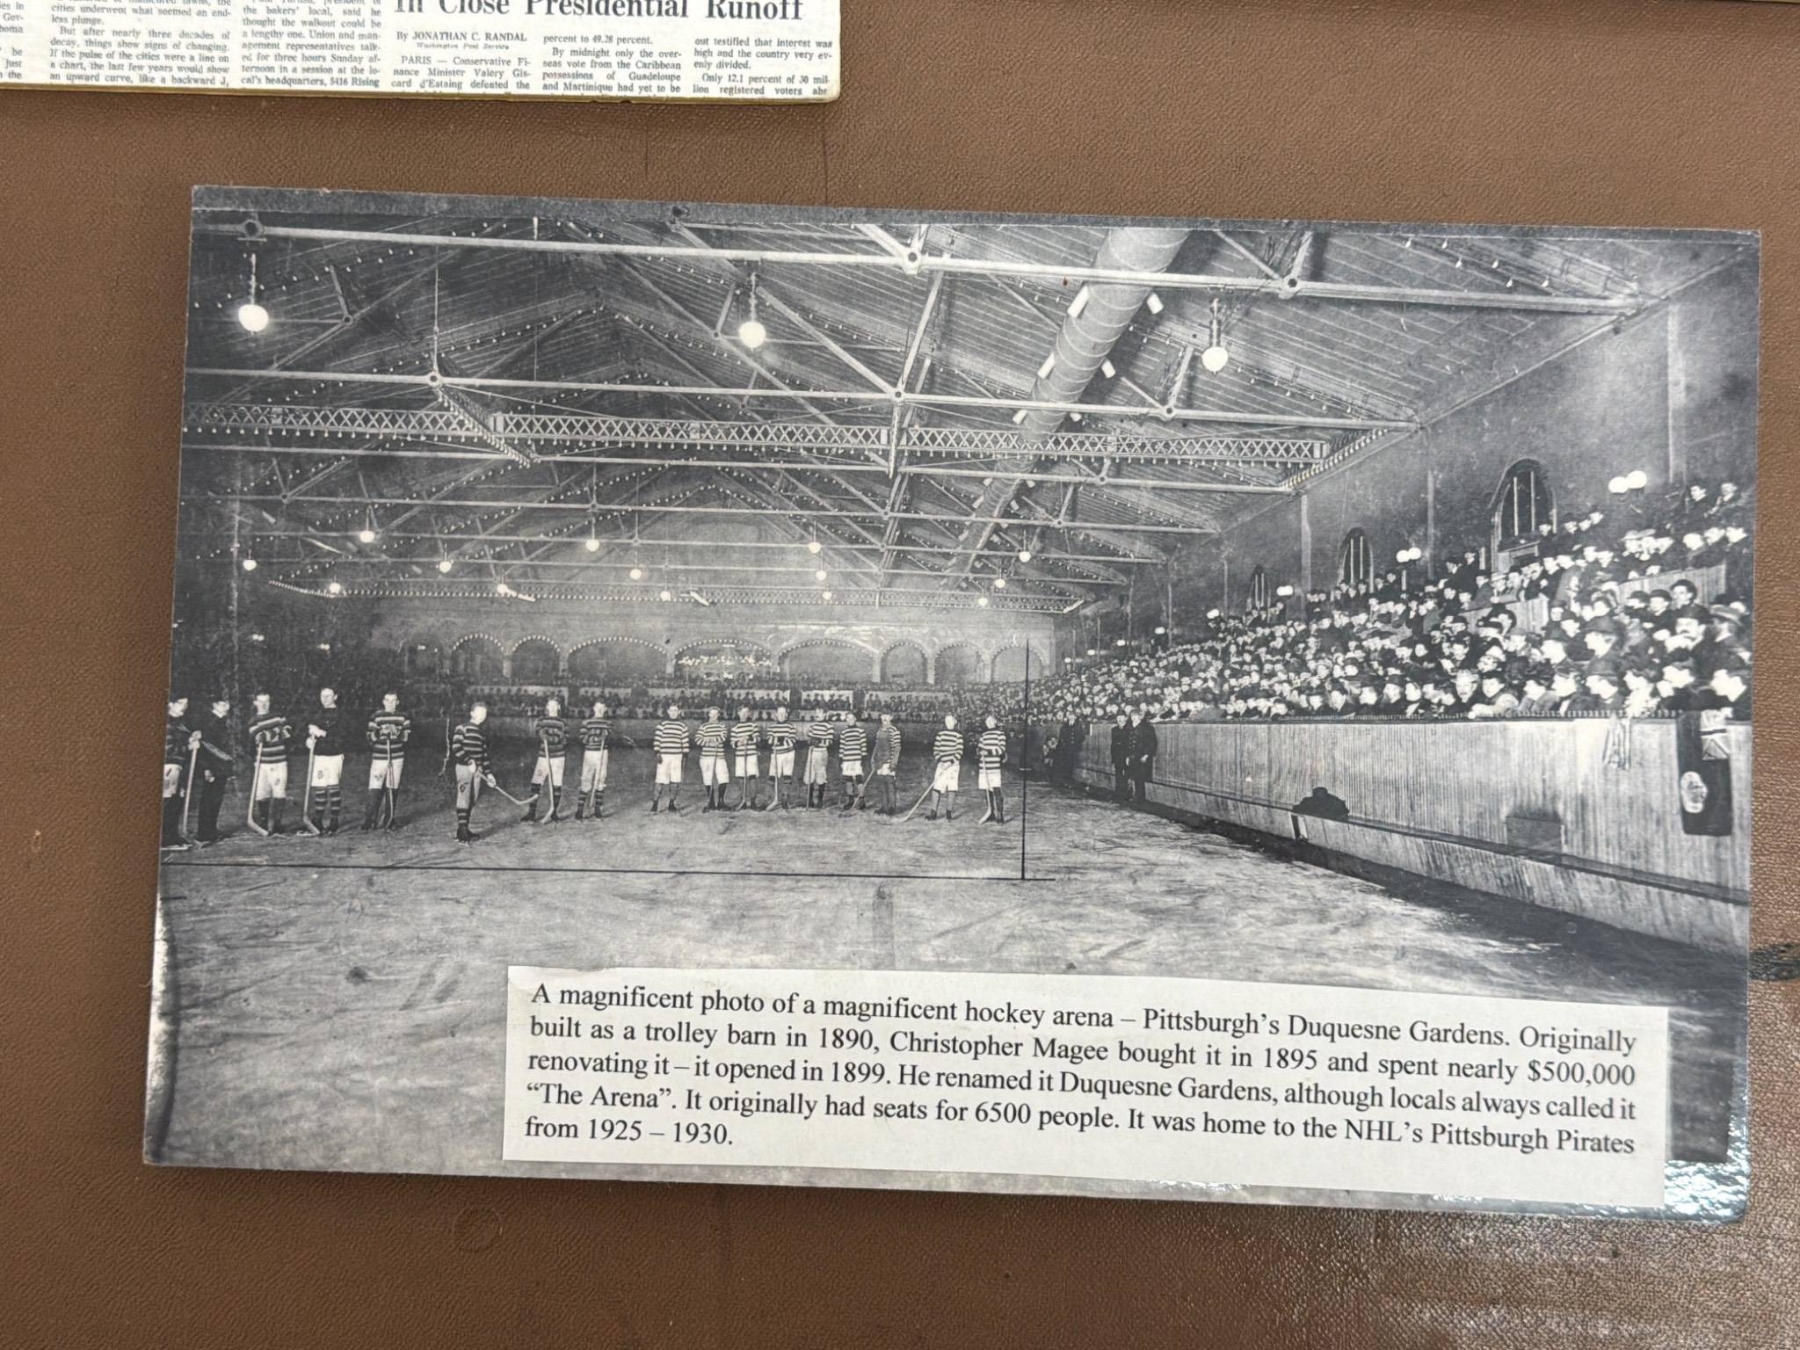 In Close Presidential Runoff
cities underwent what seemed an end-
less plunge.
But after nearly three decades of
decay, things show signs of changing.
If the pulse of the cities were a line on
a chart, the last few years would show
an upward curve, like a backward J,
the bakers' local, said he
thought the walkout could be
a lengthy one. Union and man-
agement representatives talk-
ed for three hours Sunday af-
ternoon in a session at the lo-
cal's headquarters, 5416 Rising
By JONATHAN C. RANDAL
Washington Post Service
PARIS — Conservative Fi-
nance Minister Valery Gis-
card d'Estaing defeated the
percent to 49.28 percent.
By midnight only the over-
seas vote from the Caribbean
possessions of Guadeloupe
and Martinique had yet to be
out testified that interest was
high and the country very ev-
enly divided.
Only 12.1 percent of 30 mil-
lion registered voters abs
A magnificent photo of a magnificent hockey arena – Pittsburgh's Duquesne Gardens. Originally
built as a trolley barn in 1890, Christopher Magee bought it in 1895 and spent nearly $500,000
renovating it – it opened in 1899. He renamed it Duquesne Gardens, although locals always called it
“The Arena”. It originally had seats for 6500 people. It was home to the NHL's Pittsburgh Pirates
from 1925 – 1930.